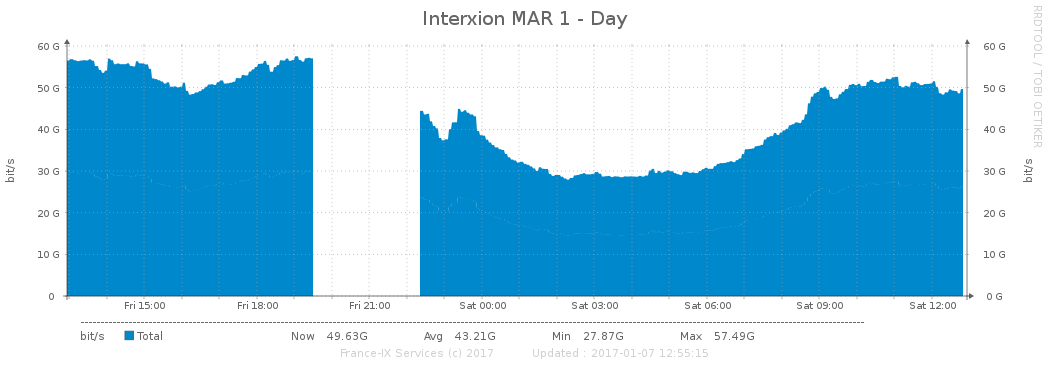 Interxion MAR 1 - Day
RRDTOOL / TOBI OETIKER
60 G 60 G
50 G 50 G
40 G 40 G
30 G 30 G
20 G 20 G
10 G 10 G
0 0 G
bit/s
bit/s
Fri 15:00 Fri 18:00 Fri 21:00 Sat 00:00 Sat 03:00 Sat 06:00 Sat 09:00 Sat 12:00
bit/s Total Now 49.63G Avg 43.21G Min 27.87G Max 57.49G
France-IX Services (c) 2017 Updated : 2017-01-07 12:55:15